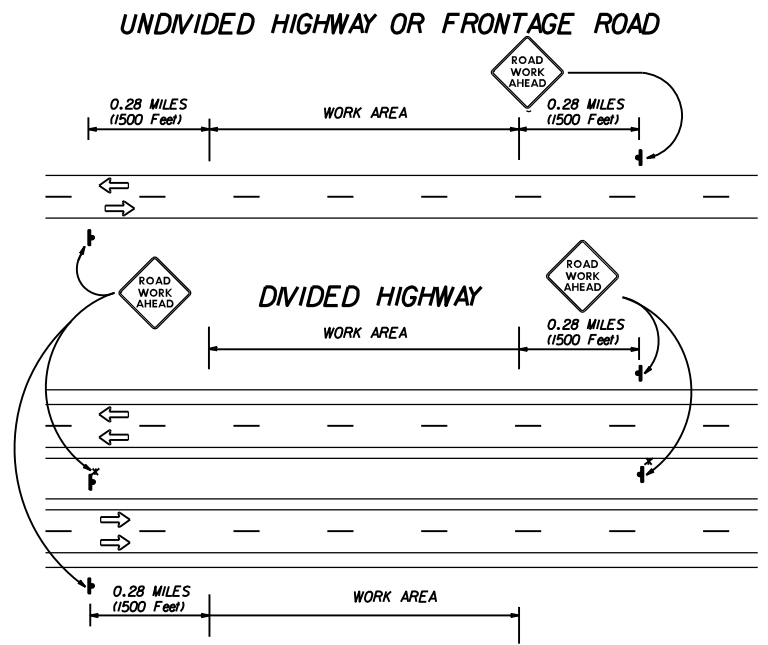 UNDIVIDED HIGHWAY OR FRONTAGE ROAD
ROAD
WORK
AHEAD
0.28 MILES
(1500 Feet)
WORK AREA
0.28 MILES
(1500 Feet)
ROAD
WORK
AHEAD
DIVIDED HIGHWAY
ROAD
WORK
AHEAD
WORK AREA
0.28 MILES
(1500 Feet)
*
*
0.28 MILES
(1500 Feet)
WORK AREA